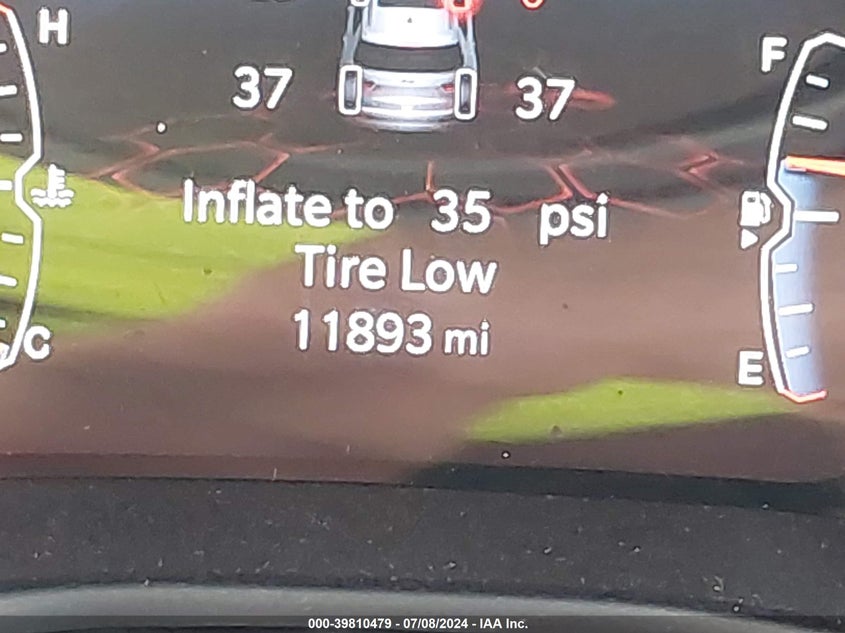 H
F
37 37
Inflate to 35 psi
Tire Low
11893 mi
C
E
000-39810479 - 07/08/2024 - IAA Inc.